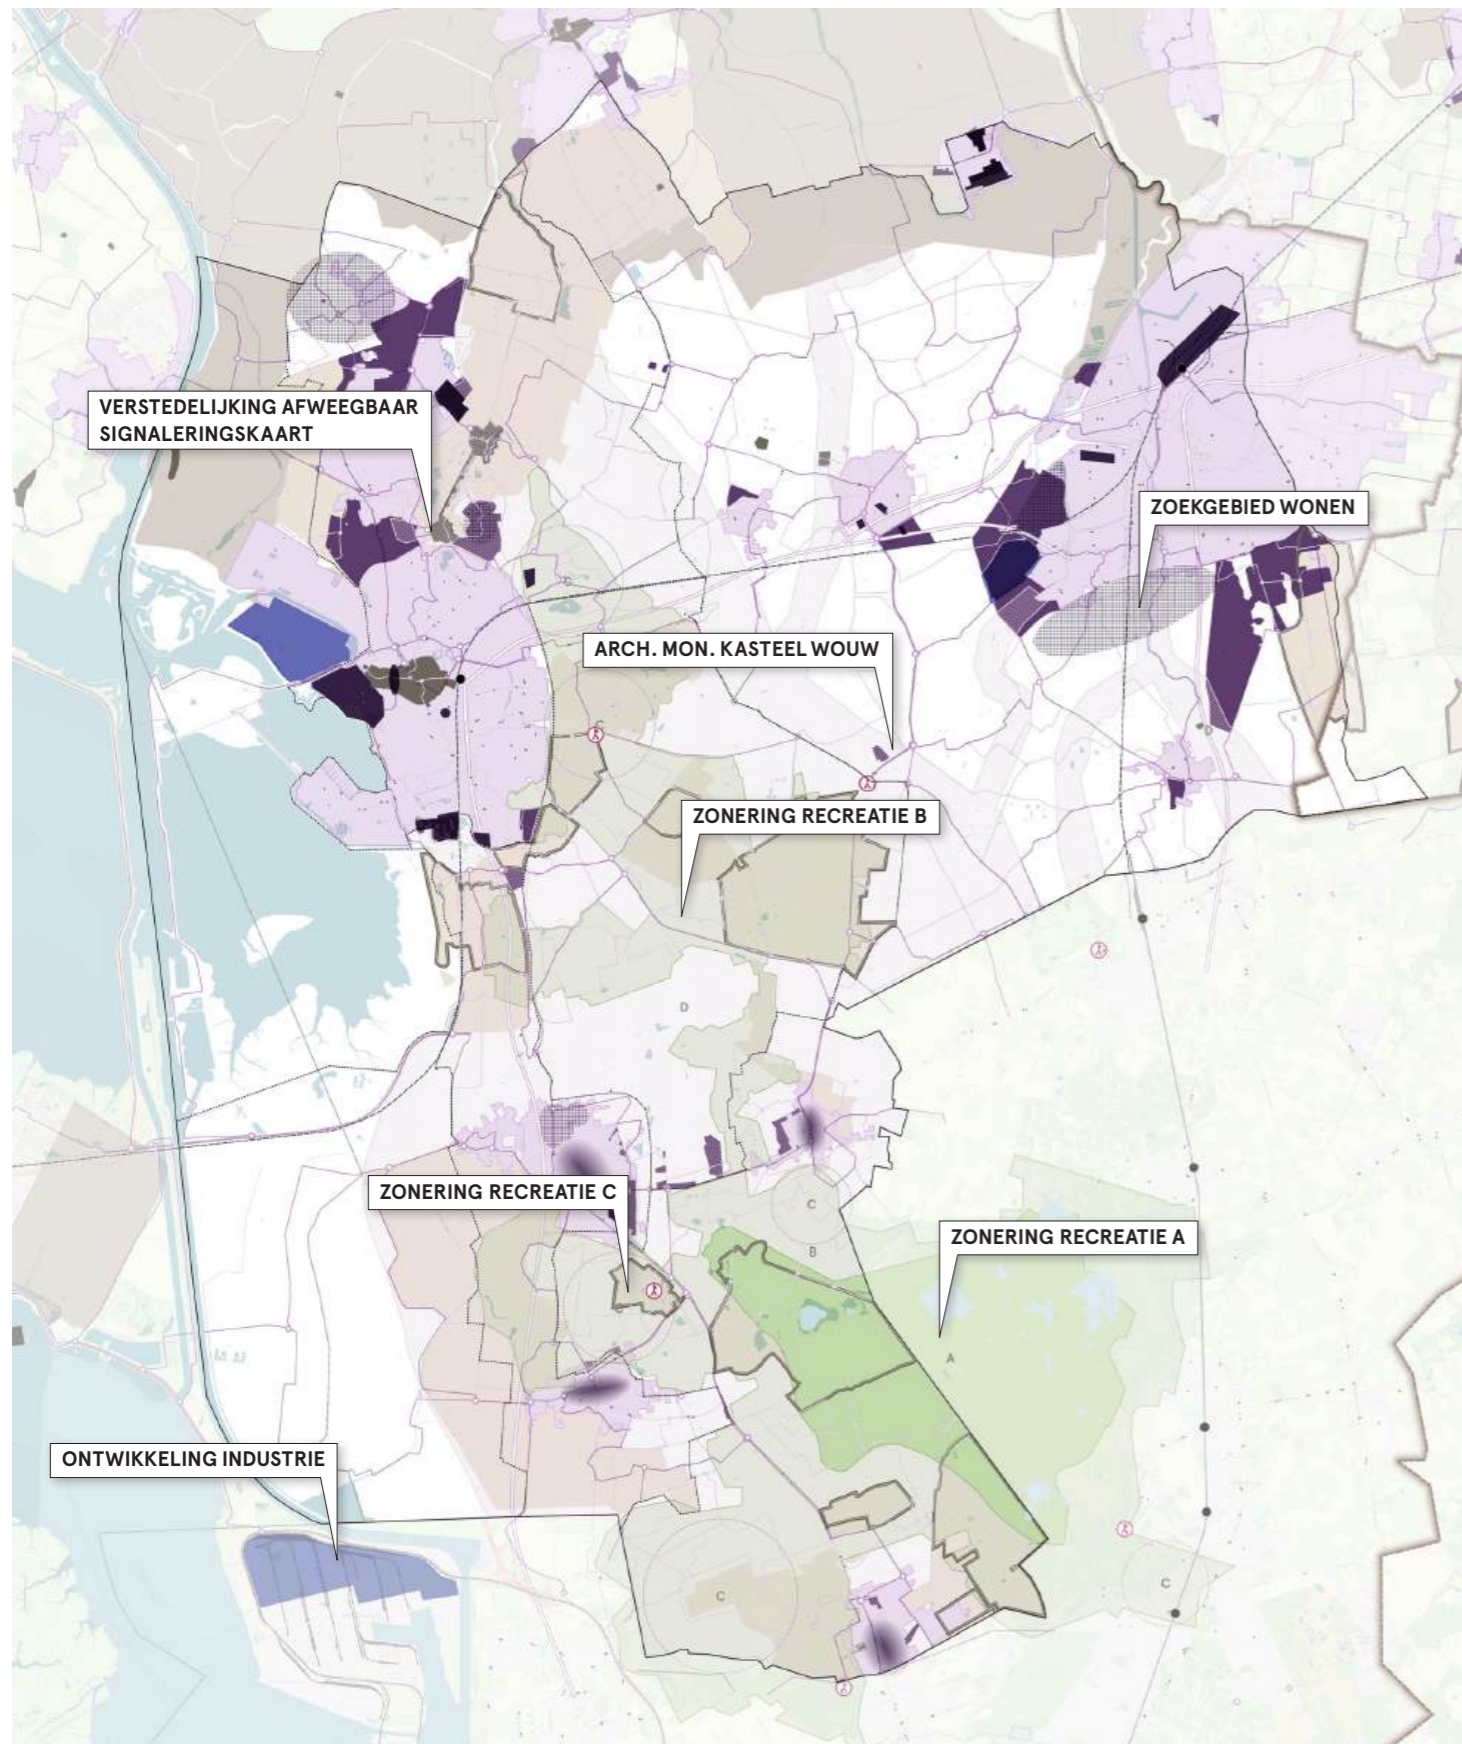 VERSTEDELIJKING AFWEEGBAAR
SIGNALERINGSKAART
ZOEKGEBIED WONEN
ARCH. MON. KASTEEL WOUW
C
D
ZONERING RECREATIE B
D
ZONERING RECREATIE C
C
B
ZONERING RECREATIE A
A
ONTWIKKELING INDUSTRIE
C
C